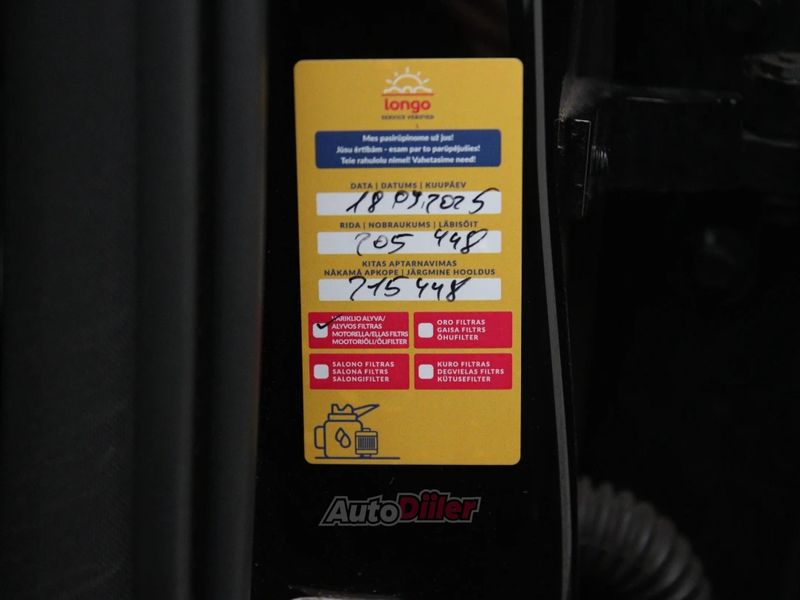 longo
SERVICE VERIFIED
Mes pasirūpinome už jus!
Jūsu ērtībām - esam par to parūpējušies!
Teie rahulolu nimel! Vahetasime need!
DATA | DATUMS | KUUPÄEV
18 09.2025
RIDA | NOBRAUKUMS | LÄBISÕIT
205 448
KITAS APTARNAVIMAS
NĀKAMĀ APKOPE | JÄRGMINE HOOLDUS
215 448
VARIKLIO ALYVA/
ALYVOS FILTRAS
MOTOREĻĻA/EĻĻAS FILTRS
MOOTORIÕLI/ÕLIFILTER
ORO FILTRAS
GAISA FILTRS
ÕHUFILTER
SALONO FILTRAS
SALONA FILTRS
SALONGIFILTER
KURO FILTRAS
DEGVIELAS FILTRS
KÜTUSEFILTER
AutoDiiler